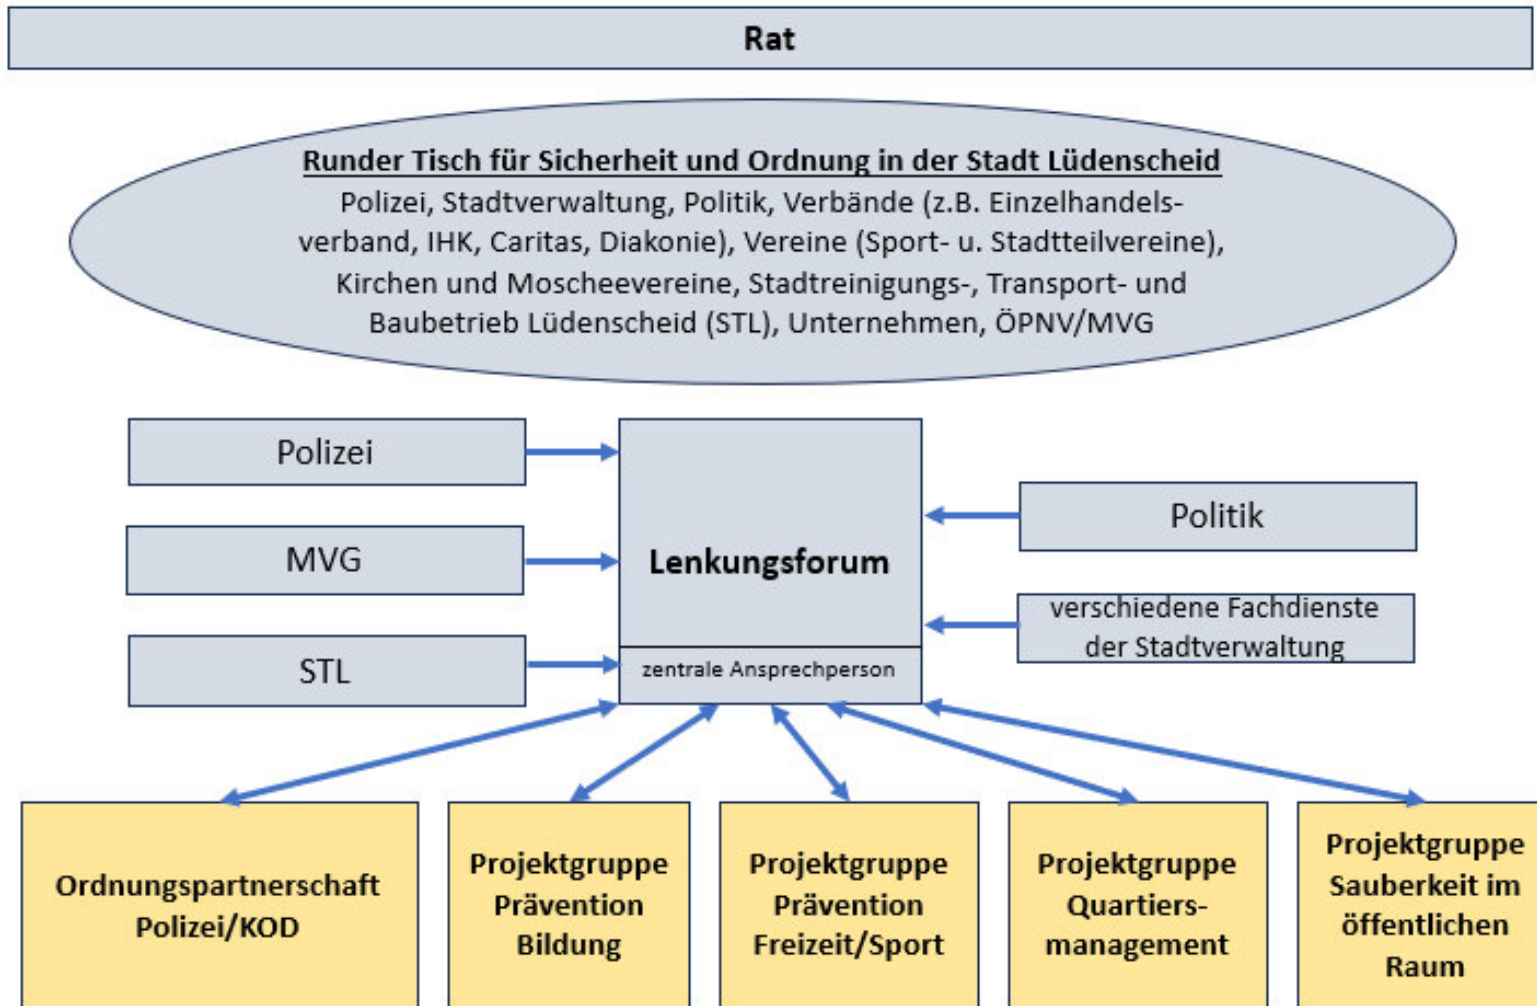 Rat
Runder Tisch für Sicherheit und Ordnung in der Stadt Lüdenscheid
Polizei, Stadtverwaltung, Politik, Verbände (z.B. Einzelhandels-
verband, IHK, Caritas, Diakonie), Vereine (Sport- u. Stadtteilvereine),
Kirchen und Moscheevereine, Stadtreinigungs-, Transport- und
Baubetrieb Lüdenscheid (STL), Unternehmen, ÖPNV/MVG
Polizei
MVG
STL
Lenkungsforum
zentrale Ansprechperson
Politik
verschiedene Fachdienste
der Stadtverwaltung
Ordnungspartnerschaft
Polizei/KOD
Projektgruppe
Prävention
Bildung
Projektgruppe
Prävention
Freizeit/Sport
Projektgruppe
Quartiers-
management
Projektgruppe
Sauberkeit im
öffentlichen
Raum